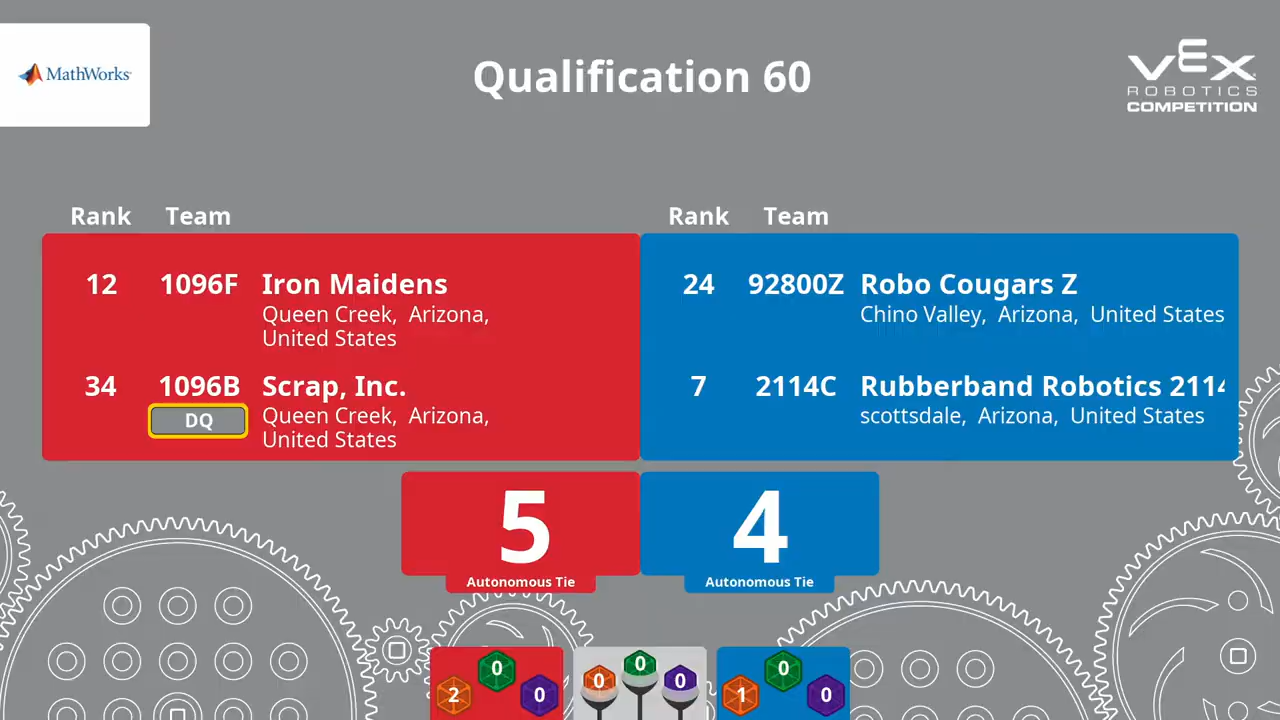 MathWorks
Qualification 60
VEX
ROBOTICS
COMPETITION
Rank Team
12 1096F Iron Maidens
Queen Creek, Arizona,
United States
34 1096B Scrap, Inc.
DQ
Queen Creek, Arizona,
United States
Rank Team
24 92800Z Robo Cougars Z
Chino Valley, Arizona, United States
7 2114C Rubberband Robotics 2114
scottsdale, Arizona, United States
5
Autonomous Tie
4
Autonomous Tie
2 0 0
0 0 0
1 0 0